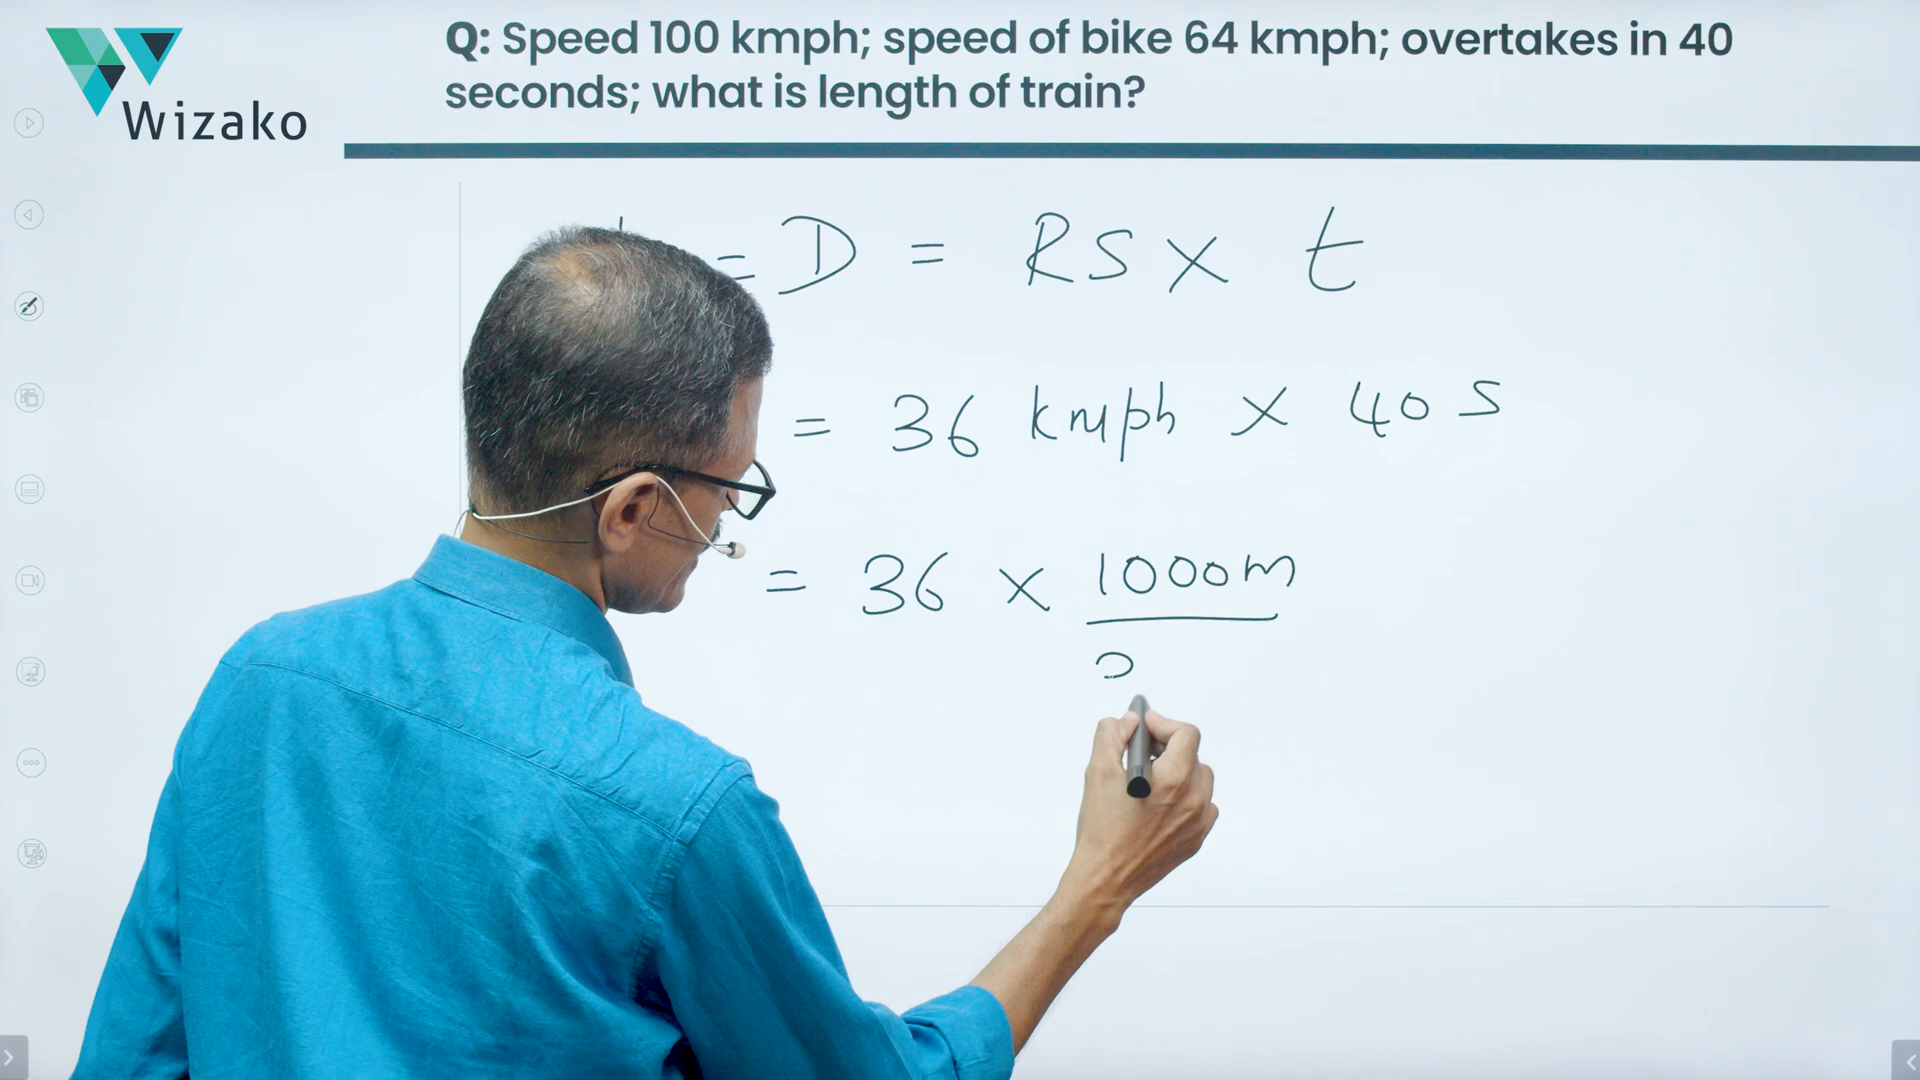 Wizako
Q: Speed 100 kmph; speed of bike 64 kmph; overtakes in 40
seconds; what is length of train?
= D = RS × t
= 36 kmph × 40 s
= 36 × 1000m